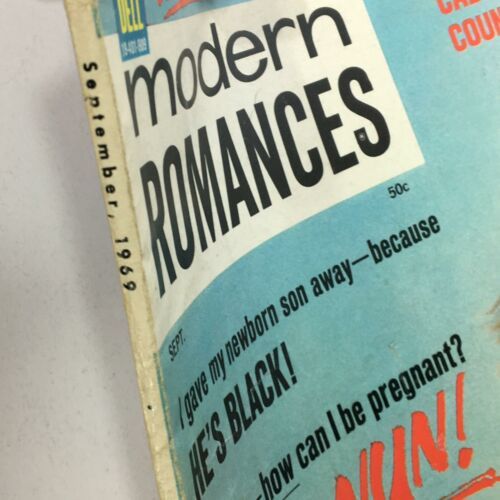 DELL
modern
ROMANCES
50c
September, 1969
SEPT.
I gave my newborn son away—because
HE'S BLACK!
—how can I be pregnant?
NUN!